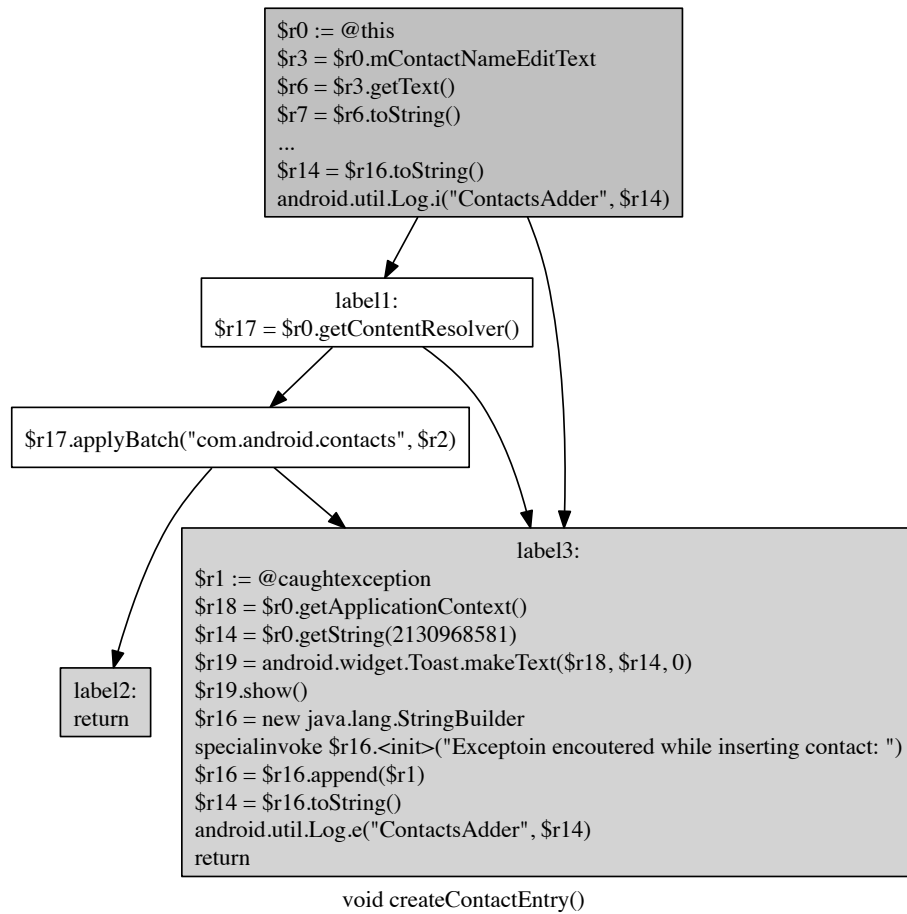 $r0 := @this
$r3 = $r0.mContactNameEditText
$r6 = $r3.getText()
$r7 = $r6.toString()
...
$r14 = $r16.toString()
android.util.Log.i("ContactsAdder", $r14)
label1:
$r17 = $r0.getContentResolver()
$r17.applyBatch("com.android.contacts", $r2)
label2:
return
label3:
$r1 := @caughtexception
$r18 = $r0.getApplicationContext()
$r14 = $r0.getString(2130968581)
$r19 = android.widget.Toast.makeText($r18, $r14, 0)
$r19.show()
$r16 = new java.lang.StringBuilder
specialinvoke $r16.<init>("Exceptoin encoutered while inserting contact: ")
$r16 = $r16.append($r1)
$r14 = $r16.toString()
android.util.Log.e("ContactsAdder", $r14)
return
void createContactEntry()